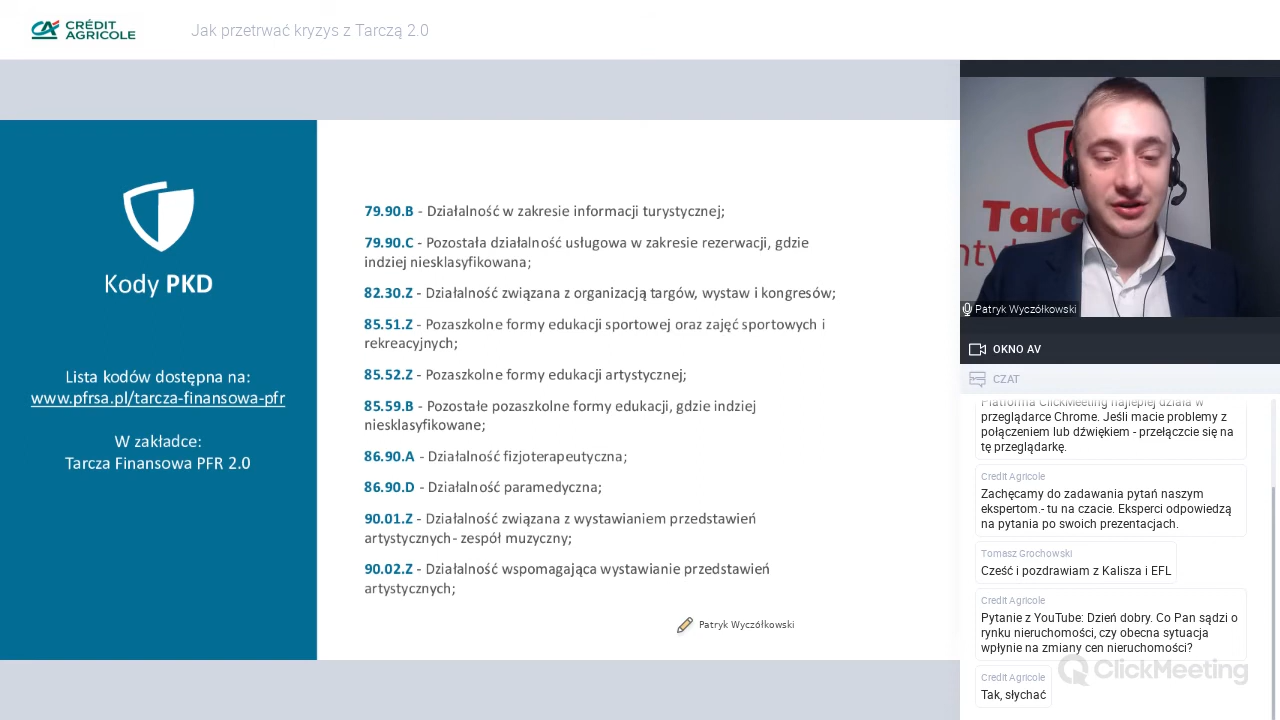 CRÉDIT
AGRICOLE
Jak przetrwać kryzys z Tarczą 2.0
Kody PKD
Lista kodów dostępna na:
www.pfrsa.pl/tarcza-finansowa-pfr
W zakładce:
Tarcza Finansowa PFR 2.0
79.90.B - Działalność w zakresie informacji turystycznej;
79.90.C - Pozostała działalność usługowa w zakresie rezerwacji, gdzie
indziej niesklasyfikowana;
82.30.Z - Działalność związana z organizacją targów, wystaw i kongresów;
85.51.Z - Pozaszkolne formy edukacji sportowej oraz zajęć sportowych i
rekreacyjnych;
85.52.Z - Pozaszkolne formy edukacji artystycznej;
85.59.B - Pozostałe pozaszkolne formy edukacji, gdzie indziej
niesklasyfikowane;
86.90.A - Działalność fizjoterapeutyczna;
86.90.D - Działalność paramedyczna;
90.01.Z - Działalność związana z wystawianiem przedstawień
artystycznych- zespół muzyczny;
90.02.Z - Działalność wspomagająca wystawianie przedstawień
artystycznych;
Patryk Wyczółkowski
Tarc
Patryk Wyczółkowski
OKNO AV
CZAT
Platforma ClickMeeting najlepiej działa w
przeglądarce Chrome. Jeśli macie problemy z
połączeniem lub dźwiękiem - przełączcie się na
tę przeglądarkę.
Credit Agricole
Zachęcamy do zadawania pytań naszym
ekspertom.- tu na czacie. Eksperci odpowiedzą
na pytania po swoich prezentacjach.
Tomasz Grochowski
Cześć i pozdrawiam z Kalisza i EFL
Credit Agricole
Pytanie z YouTube: Dzień dobry. Co Pan sądzi o
rynku nieruchomości, czy obecna sytuacja
wpłynie na zmiany cen nieruchomości?
Credit Agricole
Tak, słychać
ClickMeeting